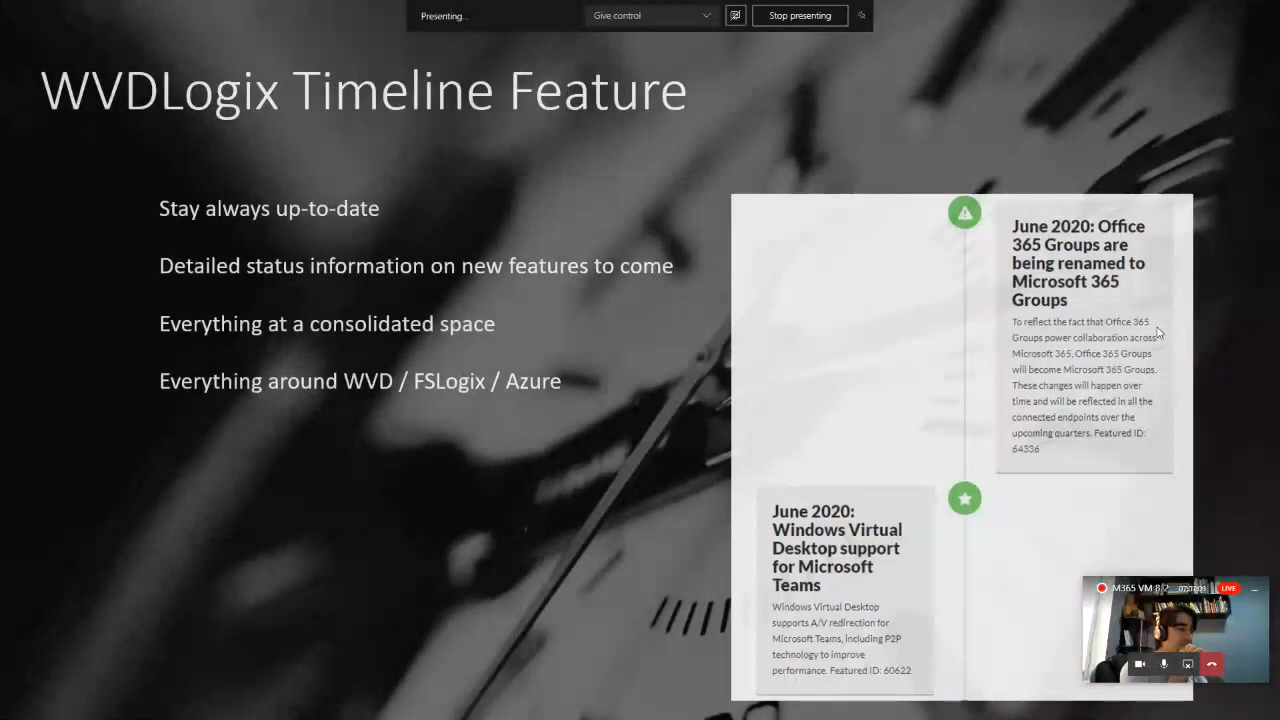 Presenting...
Give control
Stop presenting
WVDLogix Timeline Feature
Stay always up-to-date
Detailed status information on new features to come
Everything at a consolidated space
Everything around WVD / FSLogix / Azure
June 2020: Office
365 Groups are
being renamed to
Microsoft 365
Groups
To reflect the fact that Office 365
Groups power collaboration across
Microsoft 365, Office 365 Groups
will become Microsoft 365 Groups.
These changes will happen over
time and will be reflected in all the
connected endpoints over the
upcoming quarters. Featured ID:
64336
June 2020:
Windows Virtual
Desktop support
for Microsoft
Teams
Windows Virtual Desktop
supports A/V redirection for
Microsoft Teams, including P2P
technology to improve
performance. Featured ID: 60622
M365 VM 8/2
LIVE